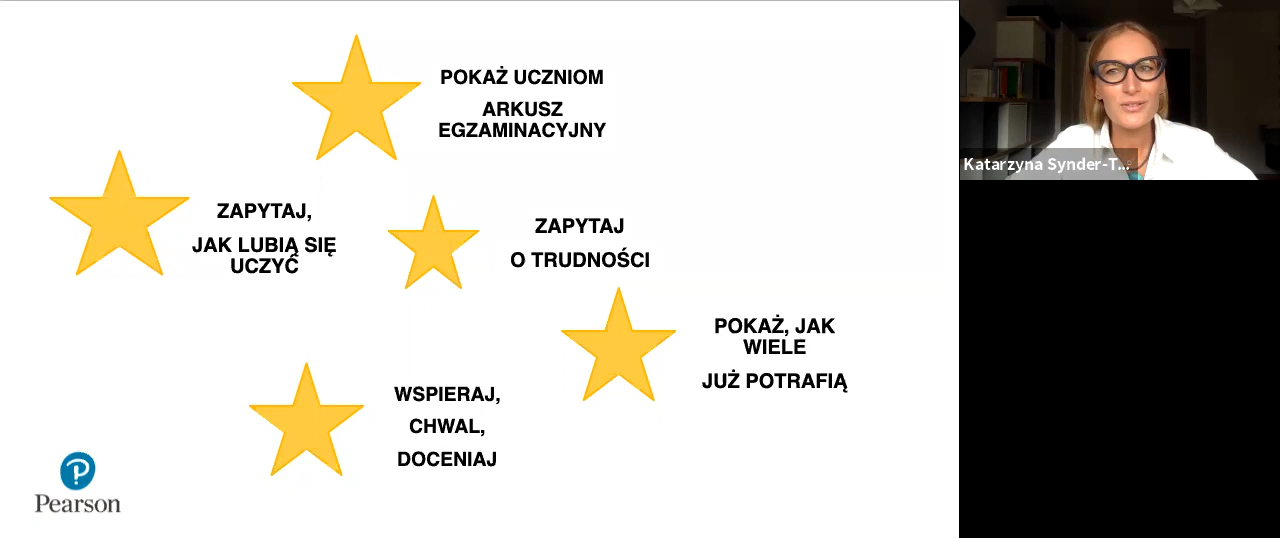 POKAŻ UCZNIOM
ARKUSZ
EGZAMINACYJNY
ZAPYTAJ,
JAK LUBIĄ SIĘ
UCZYĆ
ZAPYTAJ
O TRUDNOŚCI
POKAŻ, JAK
WIELE
JUŻ POTRAFIĄ
WSPIERAJ,
CHWAL,
DOCENIAJ
P
Pearson
Katarzyna Synder-T...